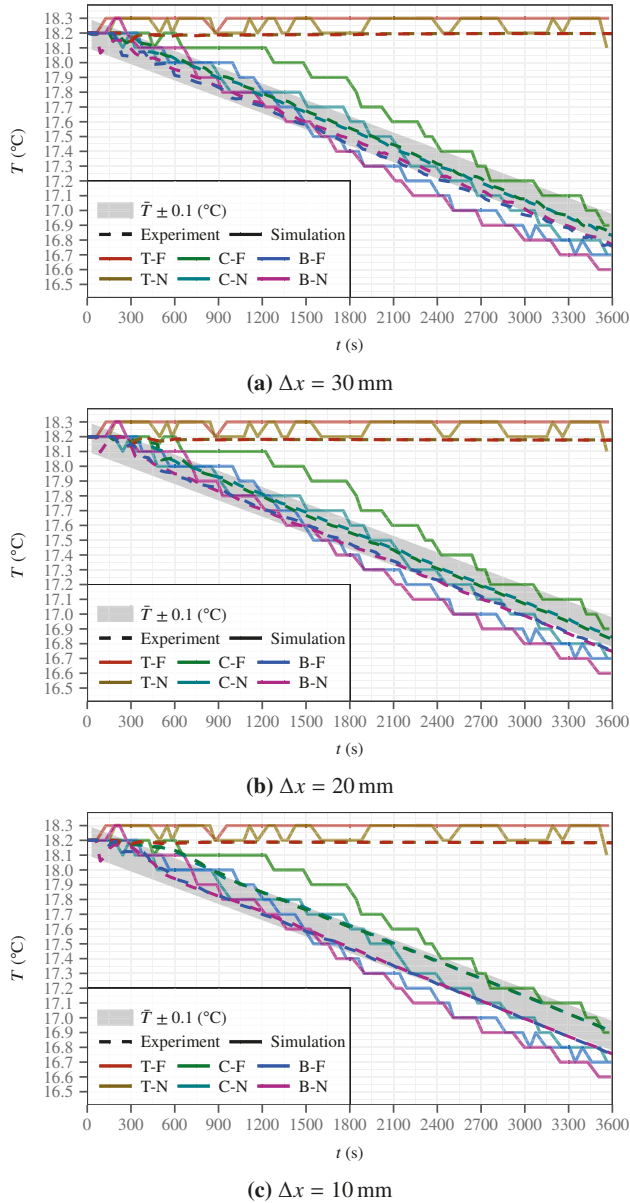 18.3
18.2
18.1
18.0
17.9
17.8
17.7
17.6
17.5
17.4
17.3
17.2
17.1
17.0
16.9
16.8
16.7
16.6
16.5
T (°C)
T̄ ± 0.1 (°C)
Experiment Simulation
T-F C-F B-F
T-N C-N B-N
0 300 600 900 1200 1500 1800 2100 2400 2700 3000 3300 3600
t (s)
(a) Δx = 30 mm
18.3
18.2
18.1
18.0
17.9
17.8
17.7
17.6
17.5
17.4
17.3
17.2
17.1
17.0
16.9
16.8
16.7
16.6
16.5
T (°C)
T̄ ± 0.1 (°C)
Experiment Simulation
T-F C-F B-F
T-N C-N B-N
0 300 600 900 1200 1500 1800 2100 2400 2700 3000 3300 3600
t (s)
(b) Δx = 20 mm
18.3
18.2
18.1
18.0
17.9
17.8
17.7
17.6
17.5
17.4
17.3
17.2
17.1
17.0
16.9
16.8
16.7
16.6
16.5
T (°C)
T̄ ± 0.1 (°C)
Experiment Simulation
T-F C-F B-F
T-N C-N B-N
0 300 600 900 1200 1500 1800 2100 2400 2700 3000 3300 3600
t (s)
(c) Δx = 10 mm